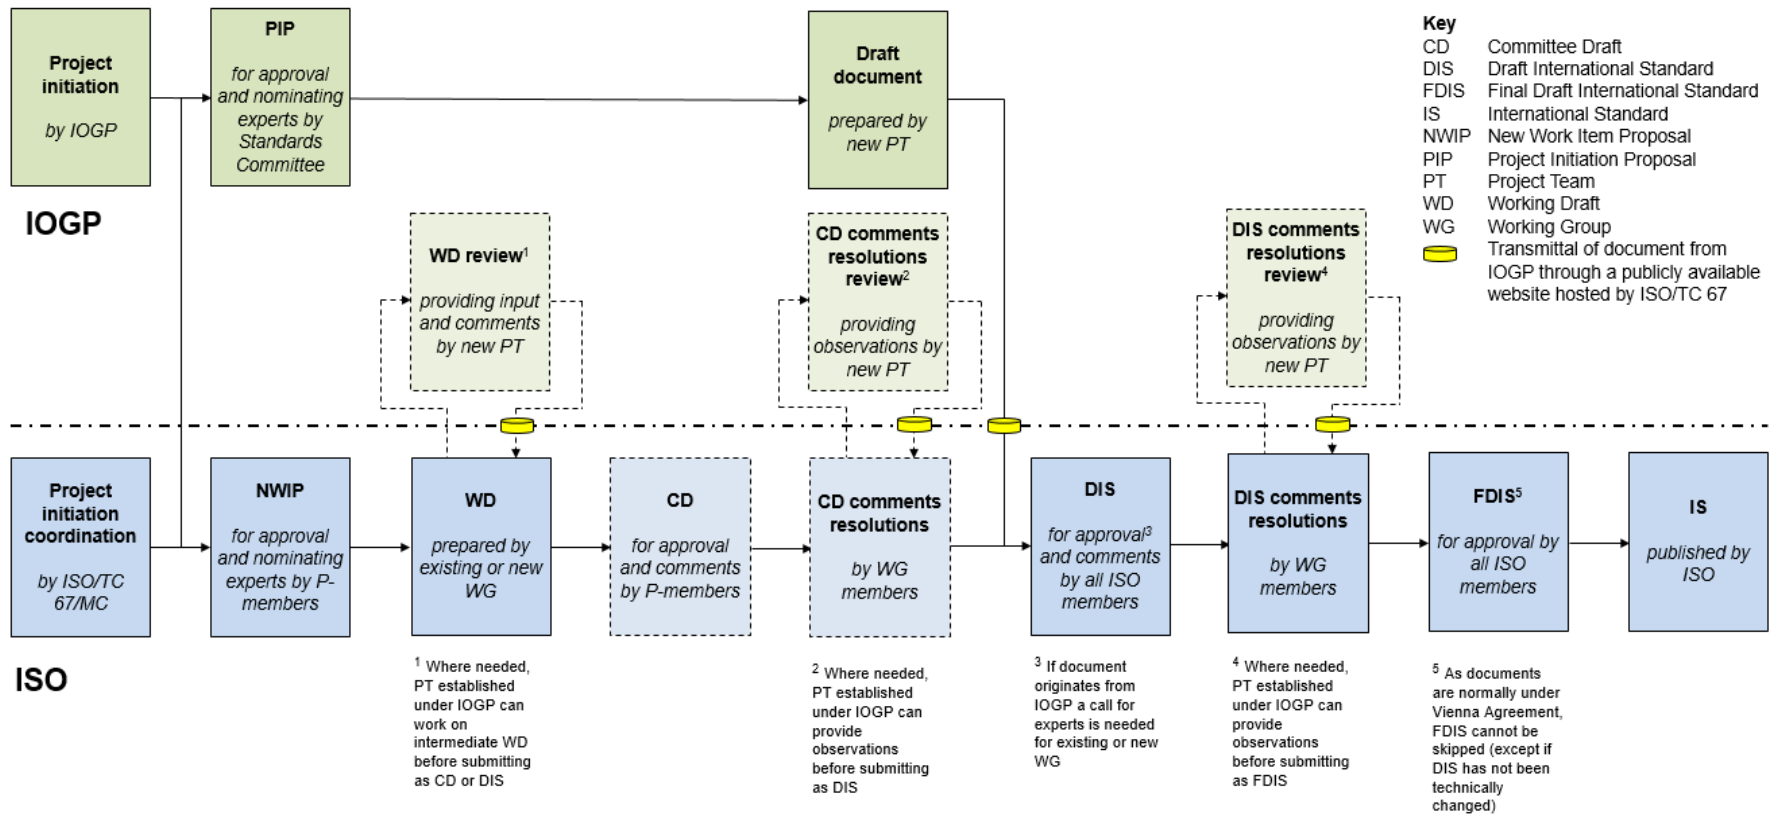 Project
initiation
by IOGP
PIP
for approval
and nominating
experts by
Standards
Committee
Draft
document
prepared by
new PT
Key
CD Committee Draft
DIS Draft International Standard
FDIS Final Draft International Standard
IS International Standard
NWIP New Work Item Proposal
PIP Project Initiation Proposal
PT Project Team
WD Working Draft
WG Working Group
Transmittal of document from
IOGP through a publicly available
website hosted by ISO/TC 67
IOGP
WD review1
providing input
and comments
by new PT
CD comments
resolutions
review2
providing
observations by
new PT
DIS comments
resolutions
review4
providing
observations by
new PT
Project
initiation
coordination
by ISO/TC
67/MC
NWIP
for approval
and nominating
experts by P-
members
WD
prepared by
existing or new
WG
CD
for approval
and comments
by P-members
CD comments
resolutions
by WG
members
DIS
for approval3
and comments
by all ISO
members
DIS comments
resolutions
by WG
members
FDIS5
for approval by
all ISO
members
IS
published by
ISO
ISO
1 Where needed,
PT established
under IOGP can
work on
intermediate WD
before submitting
as CD or DIS
2 Where needed,
PT established
under IOGP can
provide
observations
before submitting
as DIS
3 If document
originates from
IOGP a call for
experts is needed
for existing or new
WG
4 Where needed,
PT established
under IOGP can
provide
observations
before submitting
as FDIS
5 As documents
are normally under
Vienna Agreement,
FDIS cannot be
skipped (except if
DIS has not been
technically
changed)